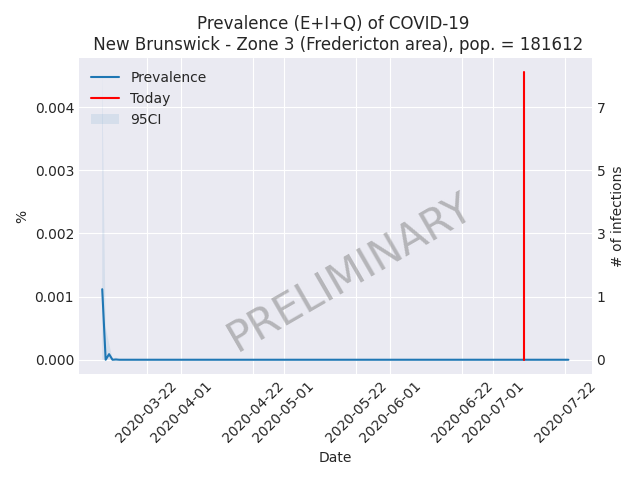 Prevalence (E+I+Q) of COVID-19
New Brunswick - Zone 3 (Fredericton area), pop. = 181612
Prevalence
Today
95CI
0.004
0.003
0.002
0.001
0.000
%
7
5
3
1
0
# of infections
PRELIMINARY
2020-03-22
2020-04-01
2020-04-22
2020-05-01
2020-05-22
2020-06-01
2020-06-22
2020-07-01
2020-07-22
Date